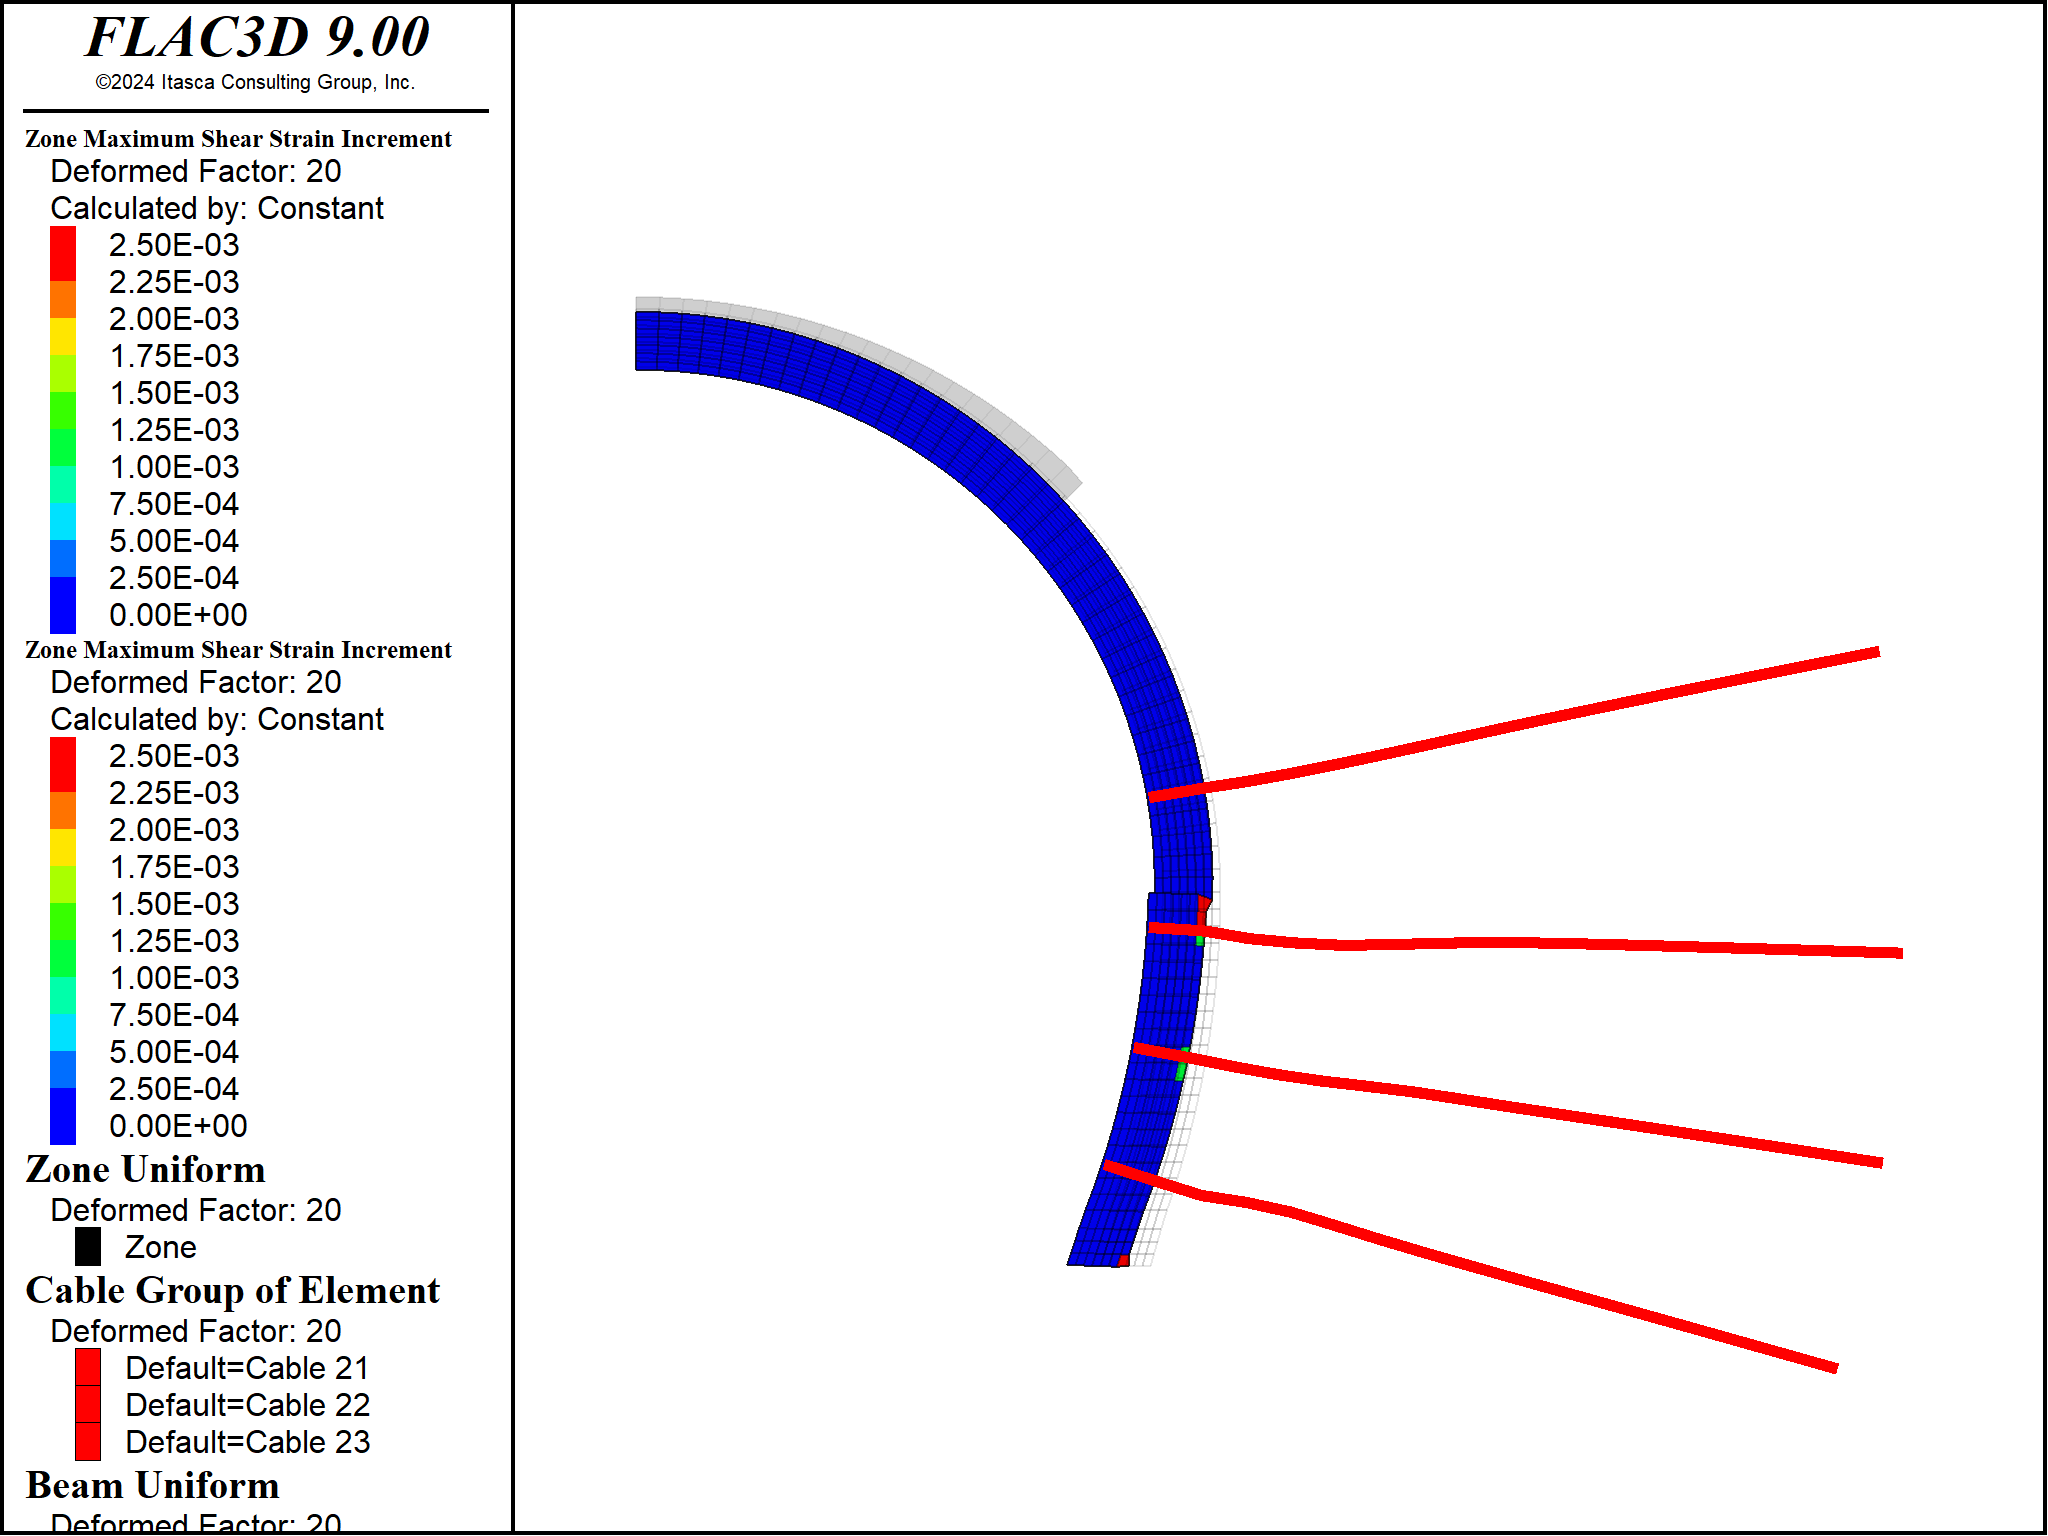 FLAC3D 9.00
©2024 Itasca Consulting Group, Inc.
Zone Maximum Shear Strain Increment
Deformed Factor: 20
Calculated by: Constant
2.50E-03
2.25E-03
2.00E-03
1.75E-03
1.50E-03
1.25E-03
1.00E-03
7.50E-04
5.00E-04
2.50E-04
0.00E+00
Zone Maximum Shear Strain Increment
Deformed Factor: 20
Calculated by: Constant
2.50E-03
2.25E-03
2.00E-03
1.75E-03
1.50E-03
1.25E-03
1.00E-03
7.50E-04
5.00E-04
2.50E-04
0.00E+00
Zone Uniform
Deformed Factor: 20
Zone
Cable Group of Element
Deformed Factor: 20
Default=Cable 21
Default=Cable 22
Default=Cable 23
Beam Uniform
Deformed Factor: 20